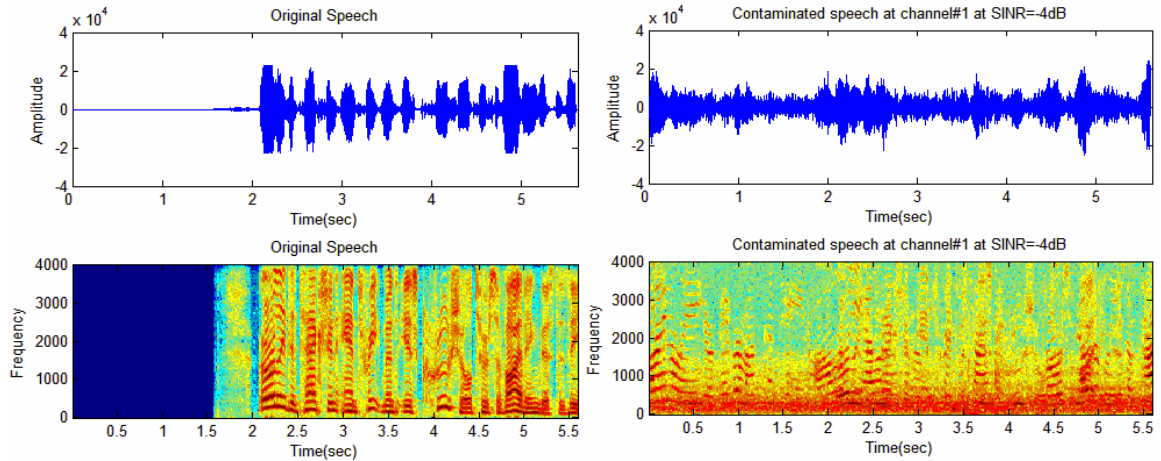 Original Speech
x 10⁴
4
2
0
-2
-4
Amplitude
0 1 2 3 4 5
Time(sec)
Contaminated speech at channel#1 at SINR=-4dB
x 10⁴
4
2
0
-2
-4
Amplitude
0 1 2 3 4 5
Time(sec)
Original Speech
4000
3000
2000
1000
0
Frequency
0.5 1 1.5 2 2.5 3 3.5 4 4.5 5 5.5
Time(sec)
Contaminated speech at channel#1 at SINR=-4dB
4000
3000
2000
1000
0
Frequency
0.5 1 1.5 2 2.5 3 3.5 4 4.5 5 5.5
Time(sec)